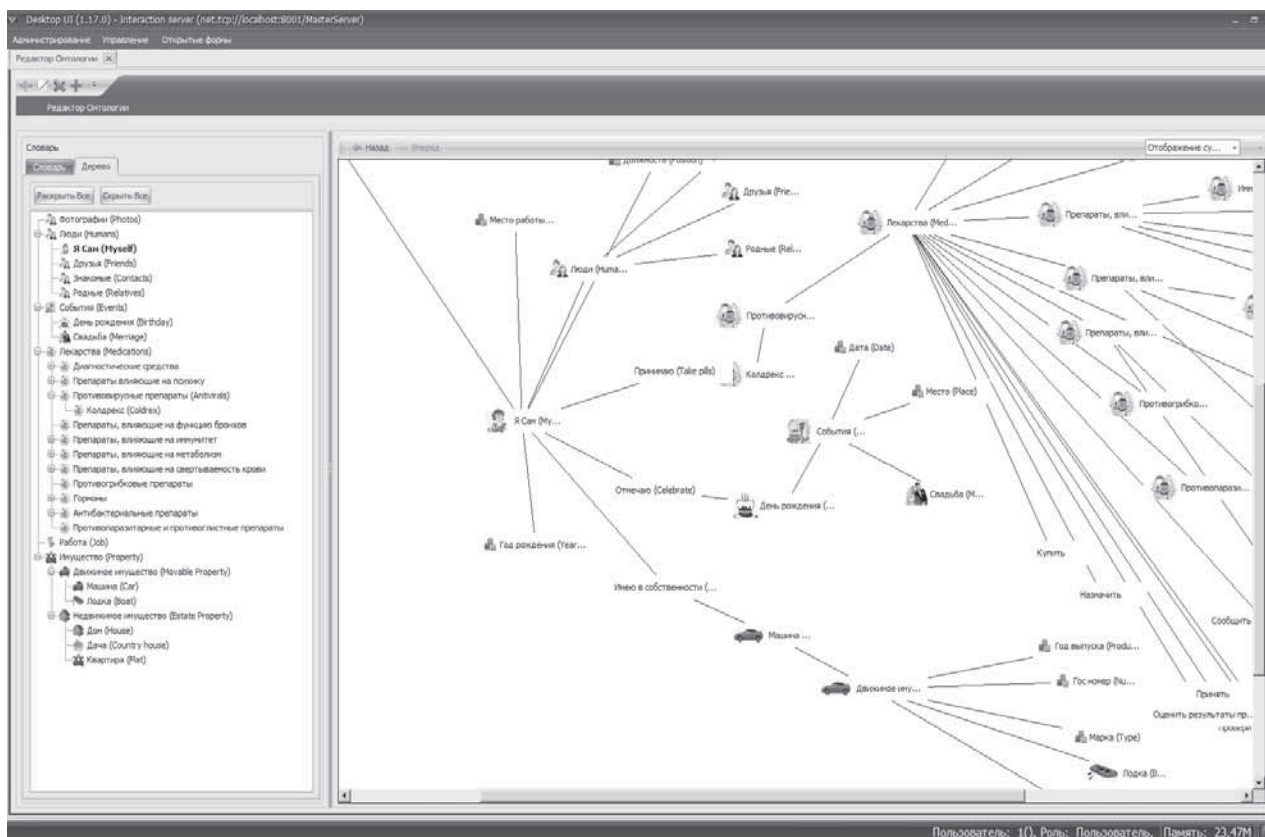 Desktop UI (1.17.0) - Interaction server (net.tcp://localhost:8001/MasterServer)
Администрирование Управление Открытые формы
Редактор Онтологии
Редактор Онтологии
Словарь
Словарь Дерево
Раскрыть Все Скрыть Все
Фотографии (Photos)
Люди (Humans)
Я Сам (Myself)
Друзья (Friends)
Знакомые (Contacts)
Родные (Relatives)
События (Events)
День рождения (Birthday)
Свадьба (Merriage)
Лекарства (Medications)
Диагностические средства
Препараты влияющие на психику
Противовирусные препараты (Antivirals)
Колдрекс (Coldrex)
Препараты, влияющие на функцию бронхов
Препараты, влияющие на иммунитет
Препараты, влияющие на метаболизм
Препараты, влияющие на свертываемость крови
Противогрибковые препараты
Гормоны
Антибактериальные препараты
Противопаразитарные и противоглистные препараты
Работа (Job)
Имущество (Property)
Движимое имущество (Movable Property)
Машина (Car)
Лодка (Boat)
Недвижимое имущество (Estate Property)
Дом (House)
Дача (Country house)
Квартира (Flat)
Назад Вперед
Отображение су...
Должность (Position)
Друзья (Frie...
Место работы...
Лекарства (Med...
Препараты, вли...
Люди (Huma...
Родные (Rel...
Препараты, вли...
Противовирусн...
Препараты, вли...
Дата (Date)
Принимаю (Take pills)
Колдрекс ...
Место (Place)
Противогрибко...
Я Сам (My...
События (...
Отмечаю (Celebrate)
Свадьба (М...
Противопарази...
День рождения (...
Год рождения (Year...
Купить
Имею в собственности (...
Назначить
Сообщить
Машина ...
Год выпуска (Produ...
Движимое иму...
Гос номер (Nu...
Принять
Оценить результаты пр...
провери
Марка (Type)
Лодка (В...
Пользователь: 1(), Роль: Пользователь, Память: 23,47М